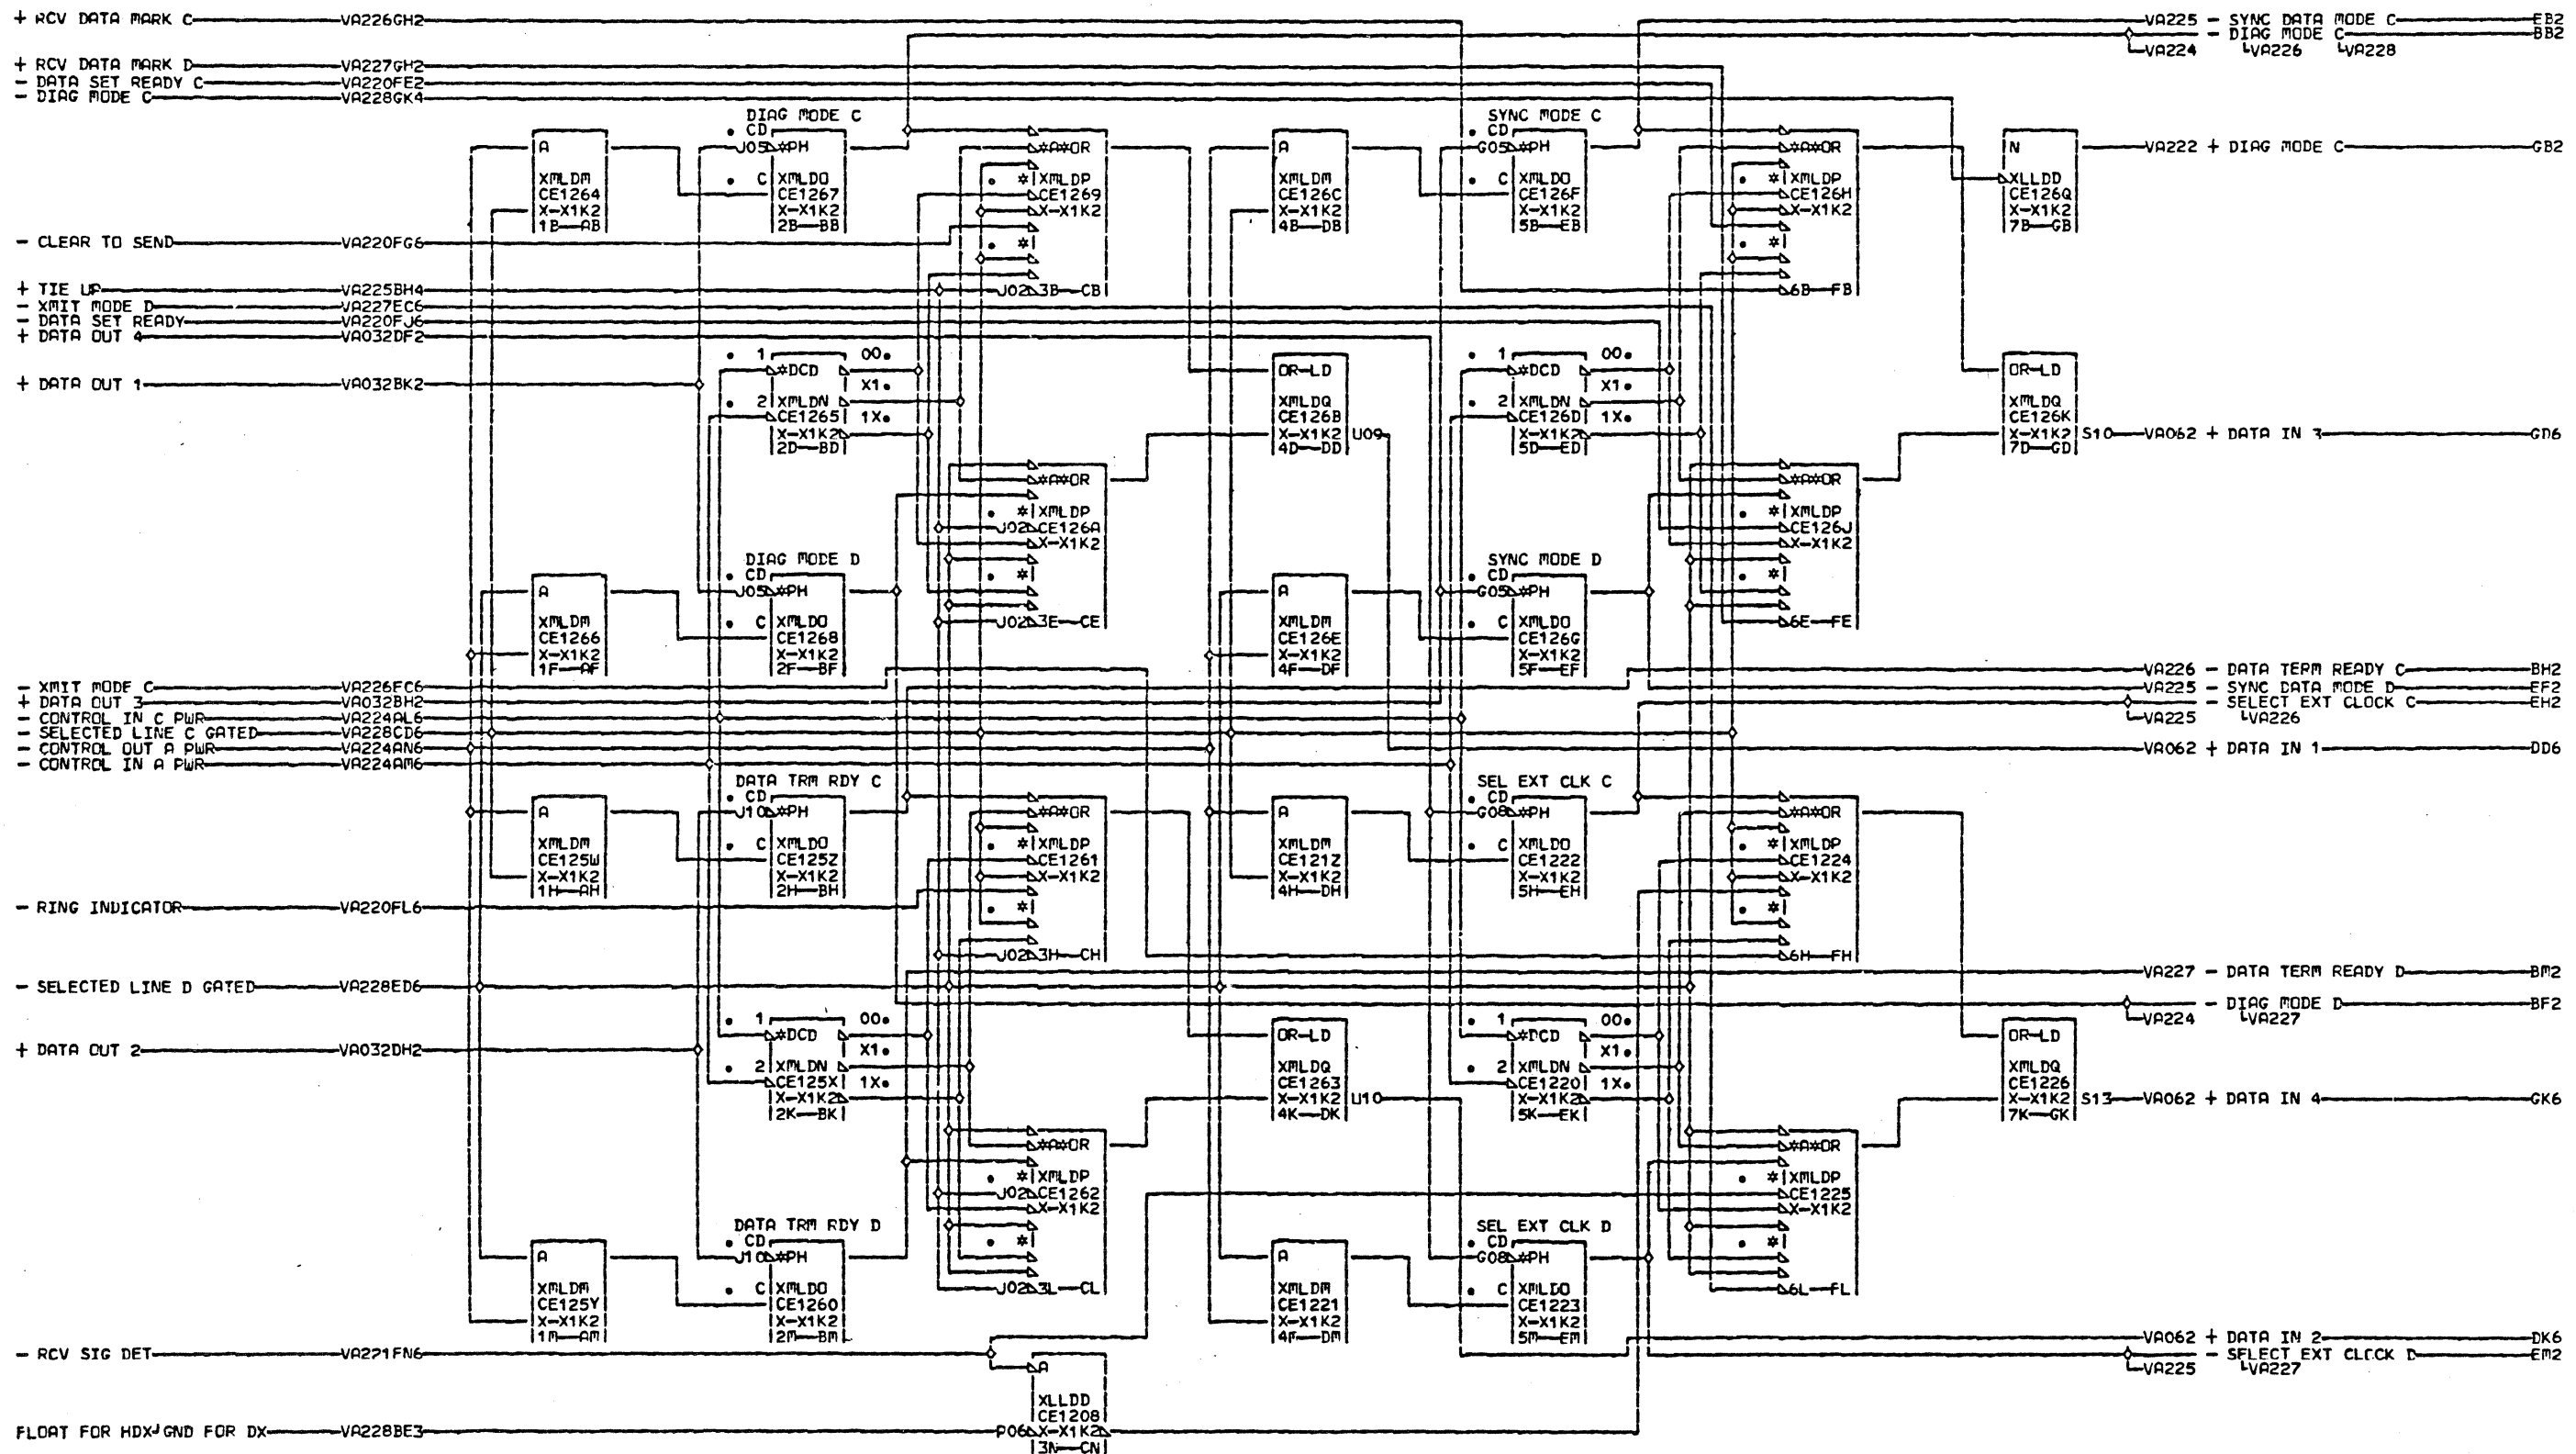 + RCV DATA MARK C VA226GH2
VA225 - SYNC DATA MODE C EB2
- DIAG MODE C BB2
VA224 VA226 VA228
+ RCV DATA MARK D VA227GH2
- DATA SET READY C VA220FE2
- DIAG MODE C VA228GK4
DIAG MODE C
SYNC MODE C
A
XMLDM
CE1264
X-X1K2
1B AB
CD
J05 *PH
C XMLDO
CE1267
X-X1K2
2B BB
*A*OR
* XMLDP
CE1269
X-X1K2
*
J02 3B CB
A
XMLDM
CE126C
X-X1K2
4B DB
CD
G05 *PH
C XMLDO
CE126F
X-X1K2
5B EB
*A*OR
* XMLDP
CE126H
X-X1K2
*
6B FB
N
XLLDD
CE126Q
X-X1K2
7B GB
VA222 + DIAG MODE C GB2
- CLEAR TO SEND VA220FG6
+ TIE UP VA225BH4
- XMIT MODE D VA227EC6
- DATA SET READY VA220FJ6
+ DATA OUT 4 VA032DF2
+ DATA OUT 1 VA032BK2
1 00
*DCD
X1
2 XMLDN
CE1265 1X
X-X1K2
2D BD
OR-LD
XMLDQ
CE126B
X-X1K2 U09
4D DD
1 00
*DCD
X1
2 XMLDN
CE126D 1X
X-X1K2
5D ED
OR-LD
XMLDQ
CE126K
X-X1K2 S10 VA062 + DATA IN 3 GD6
7D GD
*A*OR
* XMLDP
J02 CE126A
X-X1K2
*
J02 3E CE
*A*OR
* XMLDP
CE126J
X-X1K2
*
6E FE
DIAG MODE D
SYNC MODE D
A
XMLDM
CE1266
X-X1K2
1F AF
CD
J05 *PH
C XMLDO
CE1268
X-X1K2
2F BF
A
XMLDM
CE126E
X-X1K2
4F DF
CD
G05 *PH
C XMLDO
CE126G
X-X1K2
5F EF
- XMIT MODE C VA226EC6
+ DATA OUT 3 VA032BH2
- CONTROL IN C PWR VA224AL6
- SELECTED LINE C GATED VA228CD6
- CONTROL OUT A PWR VA224AN6
- CONTROL IN A PWR VA224AM6
VA226 - DATA TERM READY C BH2
VA225 - SYNC DATA MODE D EF2
- SELECT EXT CLOCK C EH2
VA225 VA226
VA062 + DATA IN 1 DD6
DATA TRM RDY C
SEL EXT CLK C
A
XMLDM
CE125W
X-X1K2
1H AH
CD
J10 *PH
C XMLDO
CE125Z
X-X1K2
2H BH
*A*OR
* XMLDP
CE1261
X-X1K2
*
J02 3H CH
A
XMLDM
CE121Z
X-X1K2
4H DH
CD
G08 *PH
C XMLDO
CE1222
X-X1K2
5H EH
*A*OR
* XMLDP
CE1224
X-X1K2
*
6H FH
- RING INDICATOR VA220FL6
VA227 - DATA TERM READY D BM2
- SELECTED LINE D GATED VA228ED6
- DIAG MODE D BF2
VA224 VA227
+ DATA OUT 2 VA032DH2
1 00
*DCD
X1
2 XMLDN
CE125X 1X
X-X1K2
2K BK
OR-LD
XMLDQ
CE1263
X-X1K2 U10
4K DK
1 00
*DCD
X1
2 XMLDN
CE1220 1X
X-X1K2
5K EK
OR-LD
XMLDQ
CE1226
X-X1K2 S13 VA062 + DATA IN 4 GK6
7K GK
*A*OR
* XMLDP
J02 CE1262
X-X1K2
*
J02 3L CL
*A*OR
* XMLDP
CE1225
X-X1K2
*
6L FL
DATA TRM RDY D
SEL EXT CLK D
A
XMLDM
CE125Y
X-X1K2
1M AM
CD
J10 *PH
C XMLDO
CE1260
X-X1K2
2M BM
A
XMLDM
CE1221
X-X1K2
4M DM
CD
G08 *PH
C XMLDO
CE1223
X-X1K2
5M EM
VA062 + DATA IN 2 DK6
- SELECT EXT CLOCK D EM2
VA225 VA227
- RCV SIG DET VA221FN6
A
XLLDD
CE1208
P06 X-X1K2
3N CN
FLOAT FOR HDX GND FOR DX VA228BE3